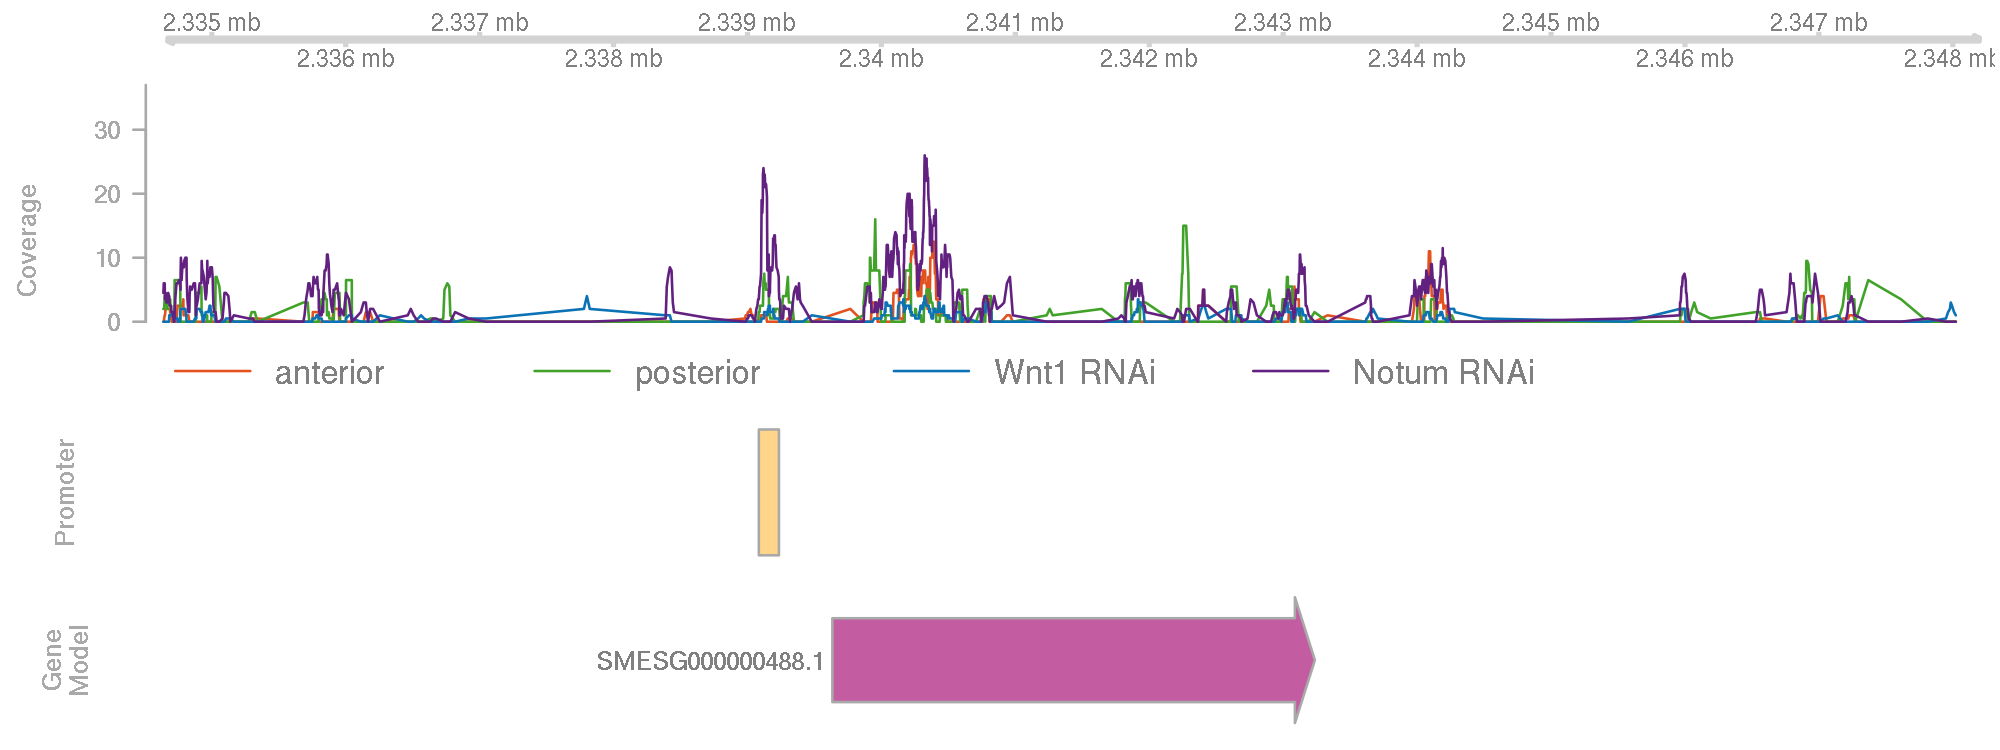 2.335 mb 2.337 mb 2.339 mb 2.341 mb 2.343 mb 2.345 mb 2.347 mb
2.336 mb 2.338 mb 2.34 mb 2.342 mb 2.344 mb 2.346 mb 2.348 mb
30
20
10
0
Coverage
anterior posterior Wnt1 RNAi Notum RNAi
Promoter
SMESG000000488.1
Gene
Model